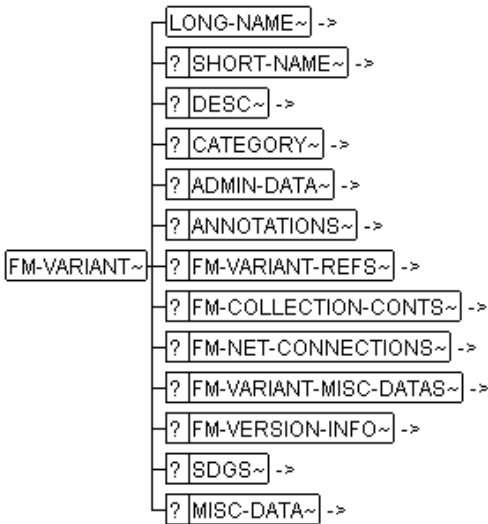 LONG-NAME~ ->
? SHORT-NAME~ ->
? DESC~ ->
? CATEGORY~ ->
? ADMIN-DATA~ ->
? ANNOTATIONS~ ->
FM-VARIANT~ ? FM-VARIANT-REFS~ ->
? FM-COLLECTION-CONTS~ ->
? FM-NET-CONNECTIONS~ ->
? FM-VARIANT-MISC-DATAS~ ->
? FM-VERSION-INFO~ ->
? SDGS~ ->
? MISC-DATA~ ->